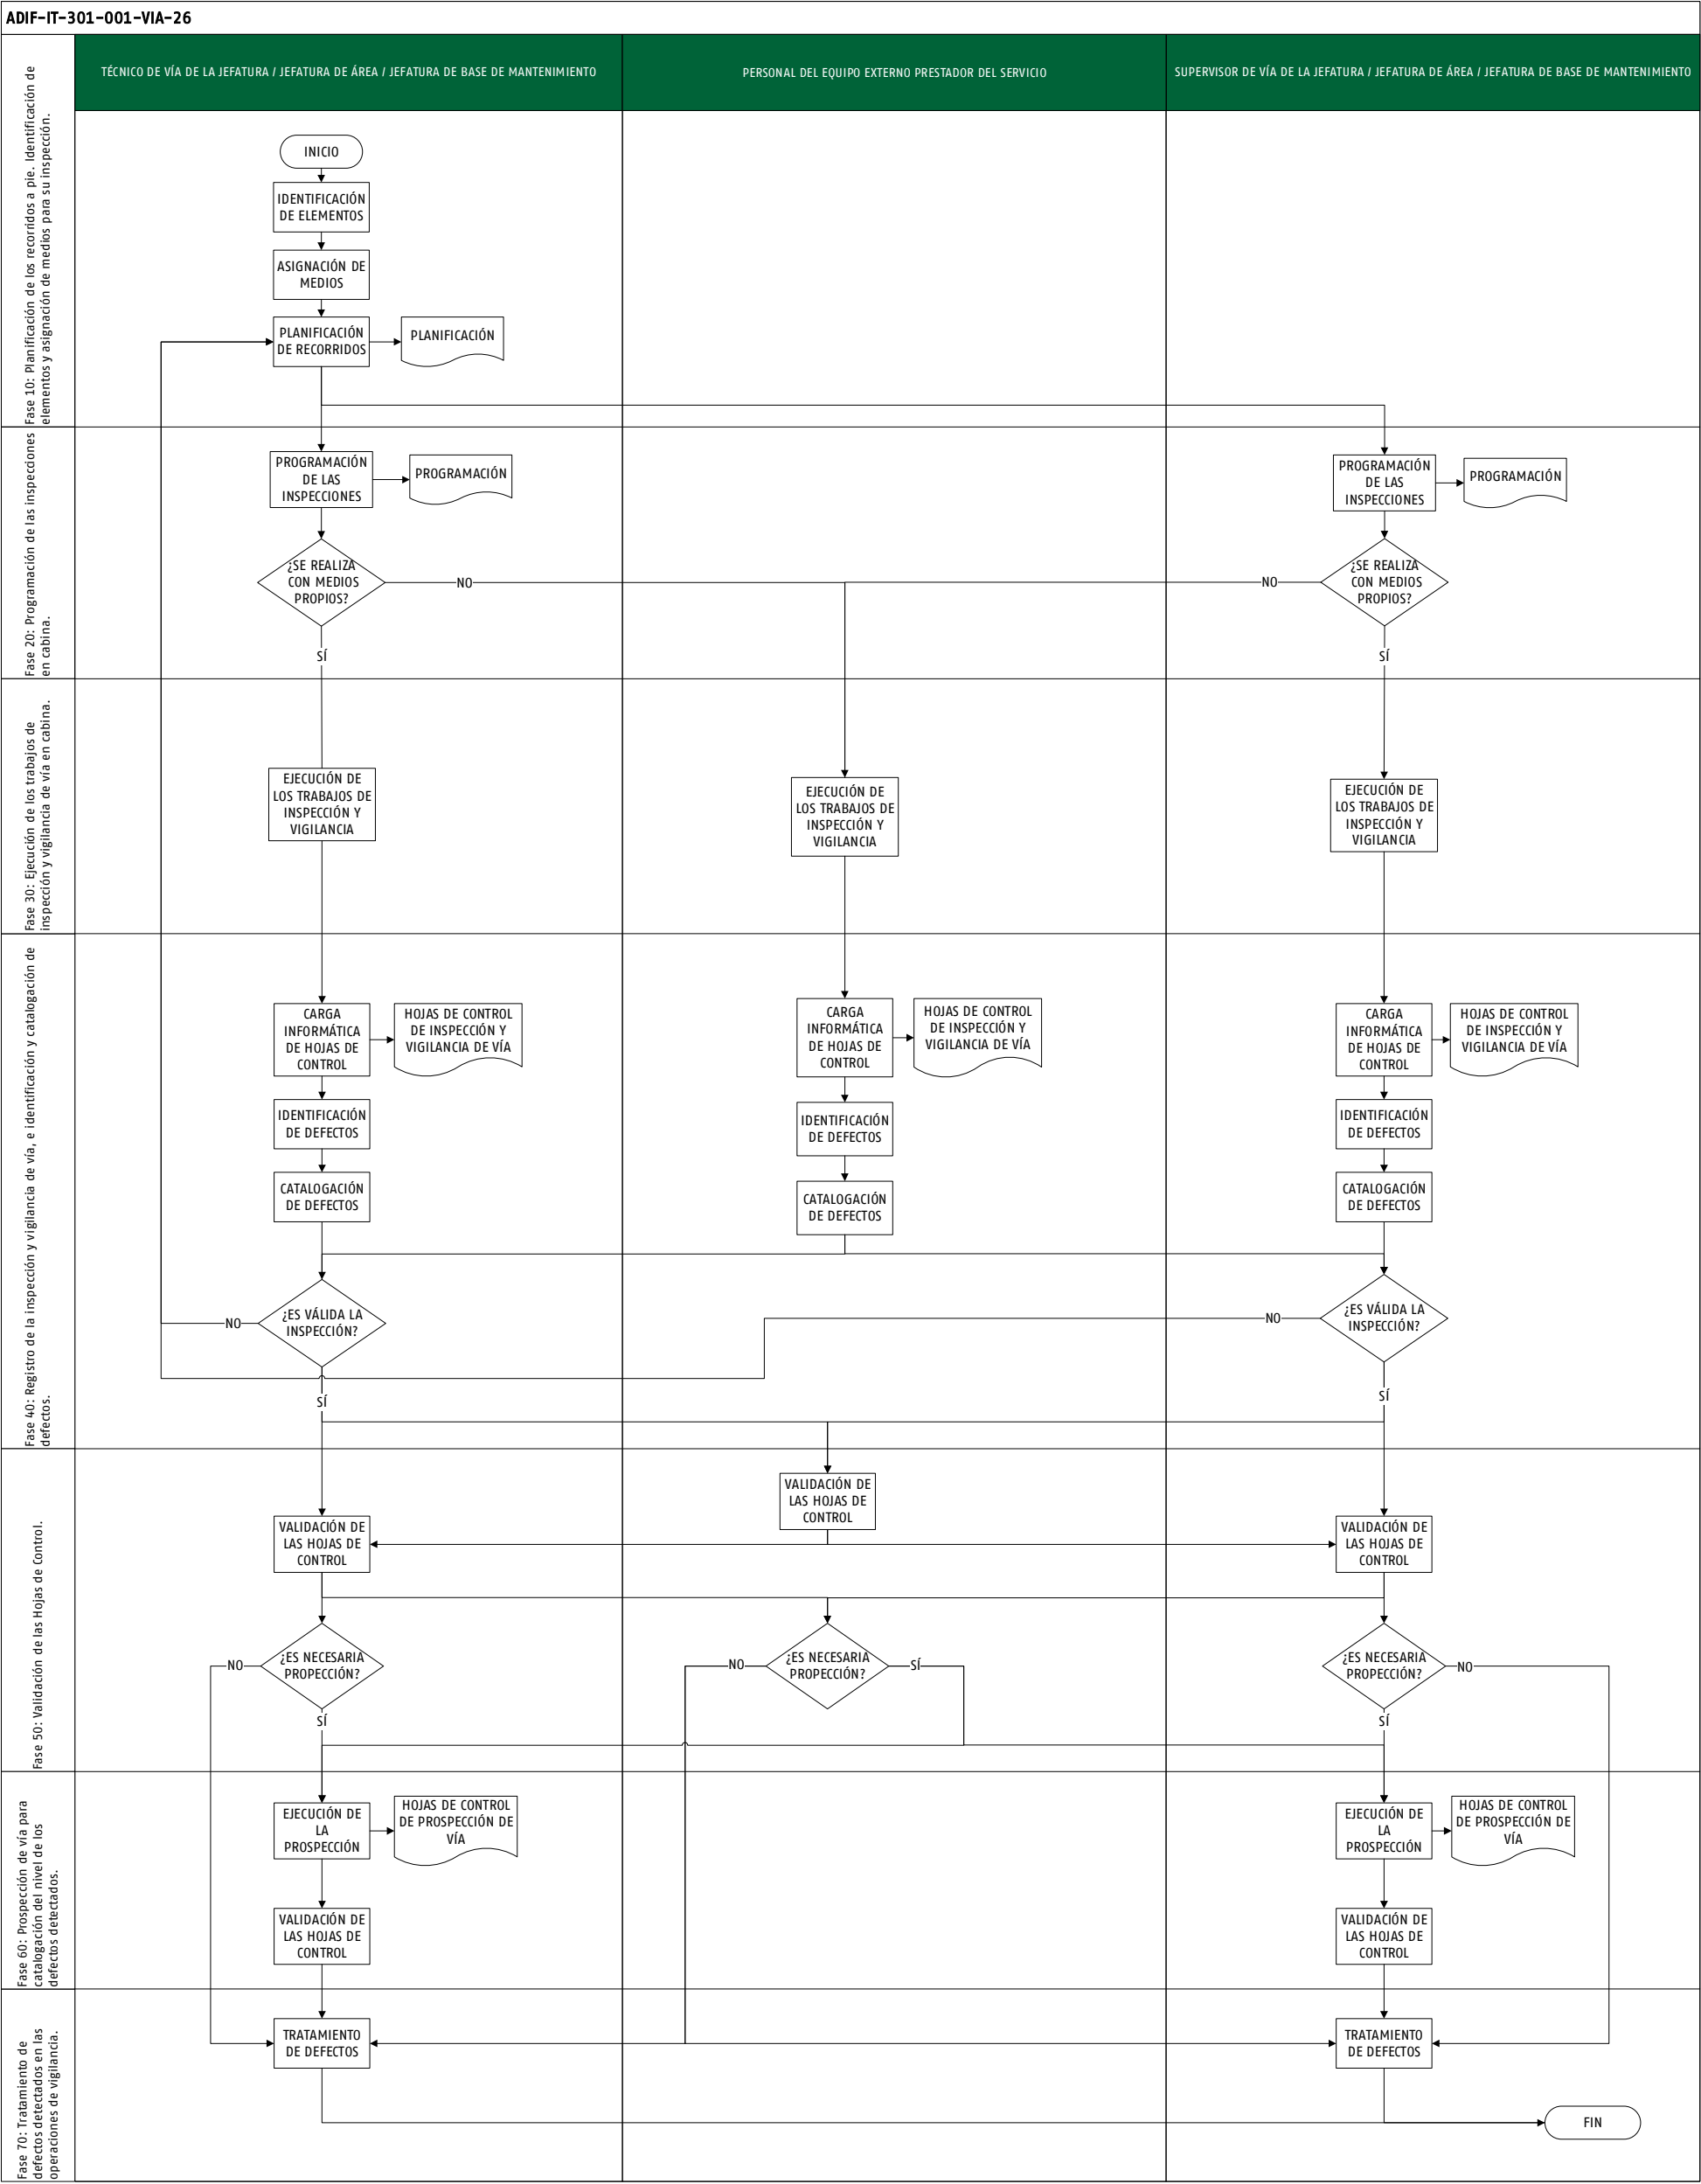 ADIF-IT-301-001-VIA-26
TÉCNICO DE VÍA DE LA JEFATURA / JEFATURA DE ÁREA / JEFATURA DE BASE DE MANTENIMIENTO
PERSONAL DEL EQUIPO EXTERNO PRESTADOR DEL SERVICIO
SUPERVISOR DE VÍA DE LA JEFATURA / JEFATURA DE ÁREA / JEFATURA DE BASE DE MANTENIMIENTO
Fase 10: Planificación de los recorridos a pie. Identificación de
elementos y asignación de medios para su inspección.
INICIO
IDENTIFICACIÓN
DE ELEMENTOS
ASIGNACIÓN DE
MEDIOS
PLANIFICACIÓN
DE RECORRIDOS
PLANIFICACIÓN
Fase 20: Programación de las inspecciones
en cabina.
PROGRAMACIÓN
DE LAS
INSPECCIONES
PROGRAMACIÓN
PROGRAMACIÓN
DE LAS
INSPECCIONES
PROGRAMACIÓN
¿SE REALIZA
CON MEDIOS
PROPIOS?
NO
NO
¿SE REALIZA
CON MEDIOS
PROPIOS?
SÍ
SÍ
Fase 30: Ejecución de los trabajos de
inspección y vigilancia de vía en cabina.
EJECUCIÓN DE
LOS TRABAJOS DE
INSPECCIÓN Y
VIGILANCIA
EJECUCIÓN DE
LOS TRABAJOS DE
INSPECCIÓN Y
VIGILANCIA
EJECUCIÓN DE
LOS TRABAJOS DE
INSPECCIÓN Y
VIGILANCIA
Fase 40: Registro de la inspección y vigilancia de vía, e identificación y catalogación de
defectos.
CARGA
INFORMÁTICA
DE HOJAS DE
CONTROL
HOJAS DE CONTROL
DE INSPECCIÓN Y
VIGILANCIA DE VÍA
CARGA
INFORMÁTICA
DE HOJAS DE
CONTROL
HOJAS DE CONTROL
DE INSPECCIÓN Y
VIGILANCIA DE VÍA
CARGA
INFORMÁTICA
DE HOJAS DE
CONTROL
HOJAS DE CONTROL
DE INSPECCIÓN Y
VIGILANCIA DE VÍA
IDENTIFICACIÓN
DE DEFECTOS
IDENTIFICACIÓN
DE DEFECTOS
IDENTIFICACIÓN
DE DEFECTOS
CATALOGACIÓN
DE DEFECTOS
CATALOGACIÓN
DE DEFECTOS
CATALOGACIÓN
DE DEFECTOS
NO
¿ES VÁLIDA LA
INSPECCIÓN?
NO
¿ES VÁLIDA LA
INSPECCIÓN?
SÍ
SÍ
Fase 50: Validación de las Hojas de Control.
VALIDACIÓN DE
LAS HOJAS DE
CONTROL
VALIDACIÓN DE
LAS HOJAS DE
CONTROL
VALIDACIÓN DE
LAS HOJAS DE
CONTROL
NO
¿ES NECESARIA
PROPECCIÓN?
NO
¿ES NECESARIA
PROPECCIÓN?
SÍ
¿ES NECESARIA
PROPECCIÓN?
NO
SÍ
SÍ
Fase 60: Prospección de vía para
catalogación del nivel de los
defectos detectados.
EJECUCIÓN DE
LA
PROSPECCIÓN
HOJAS DE CONTROL
DE PROSPECCIÓN DE
VÍA
EJECUCIÓN DE
LA
PROSPECCIÓN
HOJAS DE CONTROL
DE PROSPECCIÓN DE
VÍA
VALIDACIÓN DE
LAS HOJAS DE
CONTROL
VALIDACIÓN DE
LAS HOJAS DE
CONTROL
Fase 70: Tratamiento de
defectos detectados en las
operaciones de vigilancia.
TRATAMIENTO
DE DEFECTOS
TRATAMIENTO
DE DEFECTOS
FIN